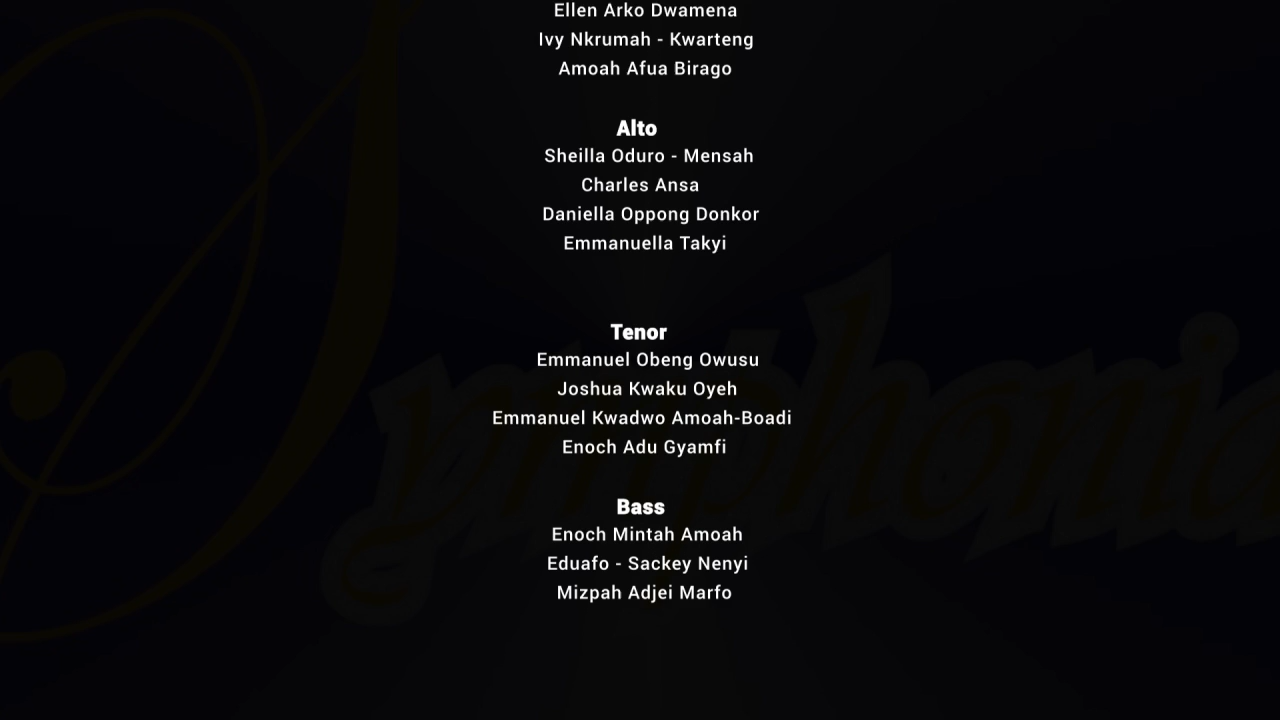 Ellen Arko Dwamena
Ivy Nkrumah - Kwarteng
Amoah Afua Birago
Alto
Sheilla Oduro - Mensah
Charles Ansa
Daniella Oppong Donkor
Emmanuella Takyi
Tenor
Emmanuel Obeng Owusu
Joshua Kwaku Oyeh
Emmanuel Kwadwo Amoah-Boadi
Enoch Adu Gyamfi
Bass
Enoch Mintah Amoah
Eduafo - Sackey Nenyi
Mizpah Adjei Marfo